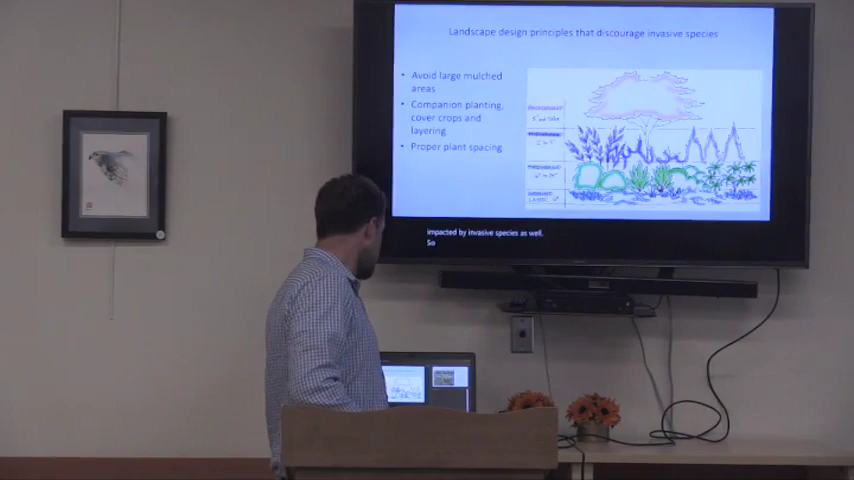 Landscape design principles that discourage invasive species
• Avoid large mulched
areas
• Companion planting,
cover crops and
layering
• Proper plant spacing
impacted by invasive species as well.
So